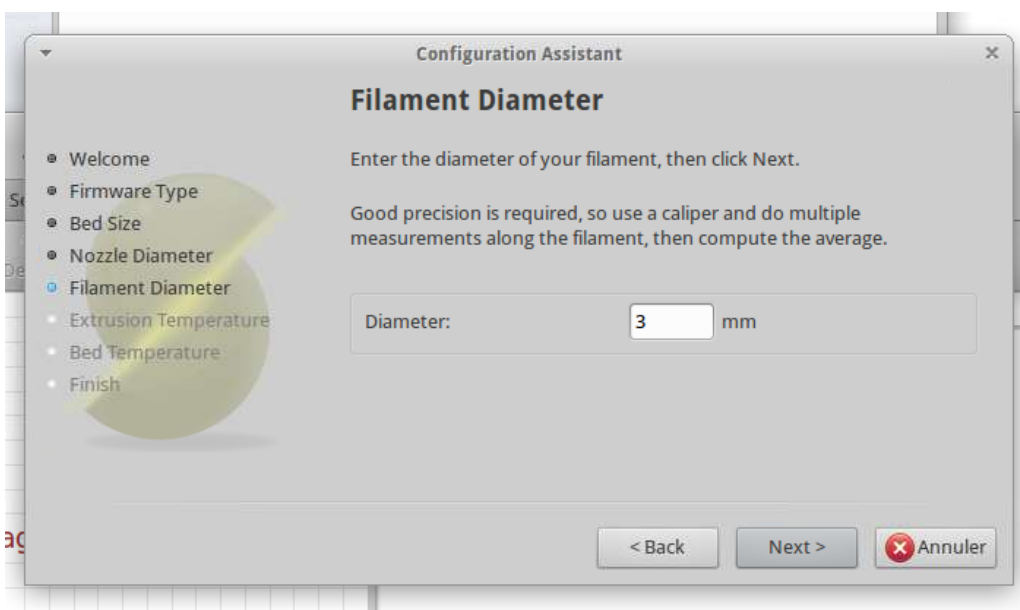 Configuration Assistant
Filament Diameter
Welcome
Firmware Type
Bed Size
Nozzle Diameter
Filament Diameter
Extrusion Temperature
Bed Temperature
Finish
Enter the diameter of your filament, then click Next.
Good precision is required, so use a caliper and do multiple
measurements along the filament, then compute the average.
Diameter: 3 mm
< Back Next > Annuler